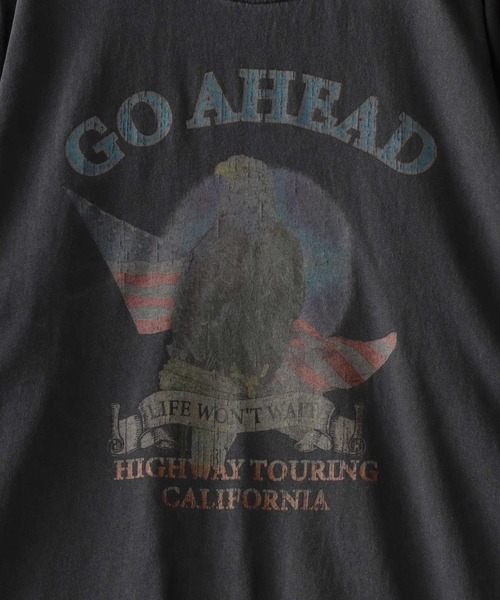 GO AHEAD
LIFE WON'T WAIT
HIGHWAY TOURING
CALIFORNIA